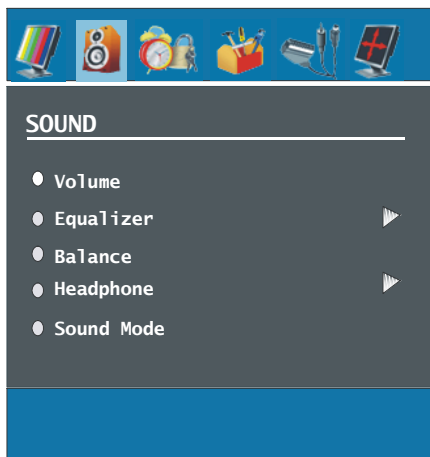 SOUND
Volume
Equalizer
Balance
Headphone
Sound Mode